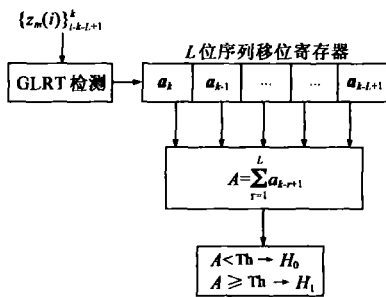 {z_m(i)}^k_{i-k-L+1}
L位序列移位寄存器
GLRT 检测
a_k a_{k-1} … … a_{k-L+1}
A=∑_{r=1}^{L} a_{k-r+1}
A<Th → H_0
A ≥ Th → H_1